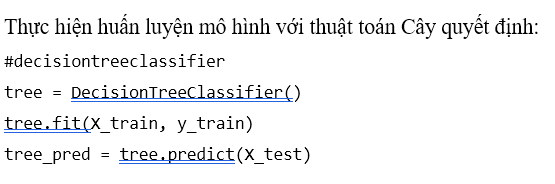 Thực hiện huấn luyện mô hình với thuật toán Cây quyết định:
#decisiontreeclassifier
tree = DecisionTreeClassifier()
tree.fit(X_train, y_train)
tree_pred = tree.predict(X_test)